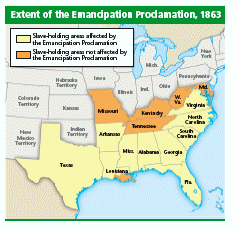 Extent of the Emancipation Proclamation, 1863
Slave-holding areas affected by
the Emancipation Proclamation
Slave-holding areas not affected by
the Emancipation Proclamation
New
York
Mich.
Pennsylvania
Iowa
Nebraska
Territory
Ohio
Md.
Ind.
Illinois
Del.
Colorado
Territory
W.
Va.
Kansas
Missouri
Virginia
Kentucky
North
Carolina
Tennessee
New
Mexico
Territory
Indian
Territory
Arkansas
South
Carolina
Miss.
Alabama
Georgia
Texas
Louisiana
Fla.